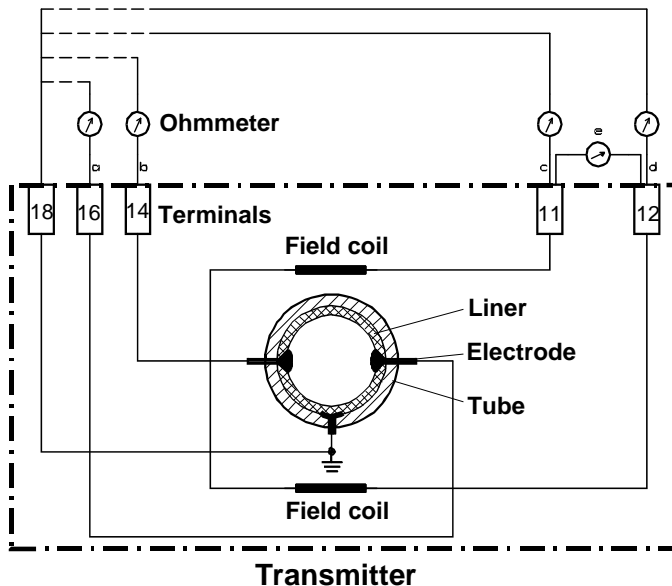 Ohmmeter
e
a
b
c
d
18
16
14
Terminals
11
12
Field coil
Liner
Electrode
Tube
Field coil
Transmitter